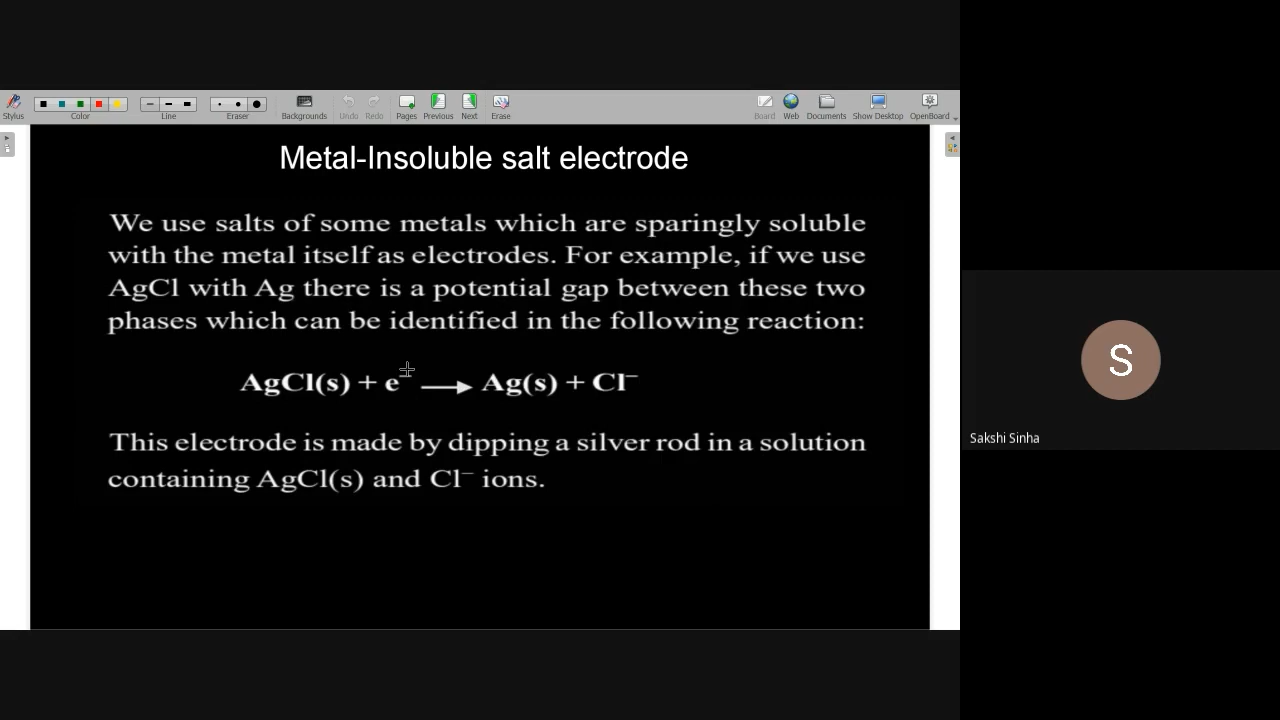 Stylus Color Line Eraser Backgrounds Undo Redo Pages Previous Next Erase Board Web Documents Show Desktop OpenBoard
Metal-Insoluble salt electrode
We use salts of some metals which are sparingly soluble
with the metal itself as electrodes. For example, if we use
AgCl with Ag there is a potential gap between these two
phases which can be identified in the following reaction:
AgCl(s) + e⁻ ⟶ Ag(s) + Cl⁻
This electrode is made by dipping a silver rod in a solution
containing AgCl(s) and Cl⁻ ions.
S
Sakshi Sinha